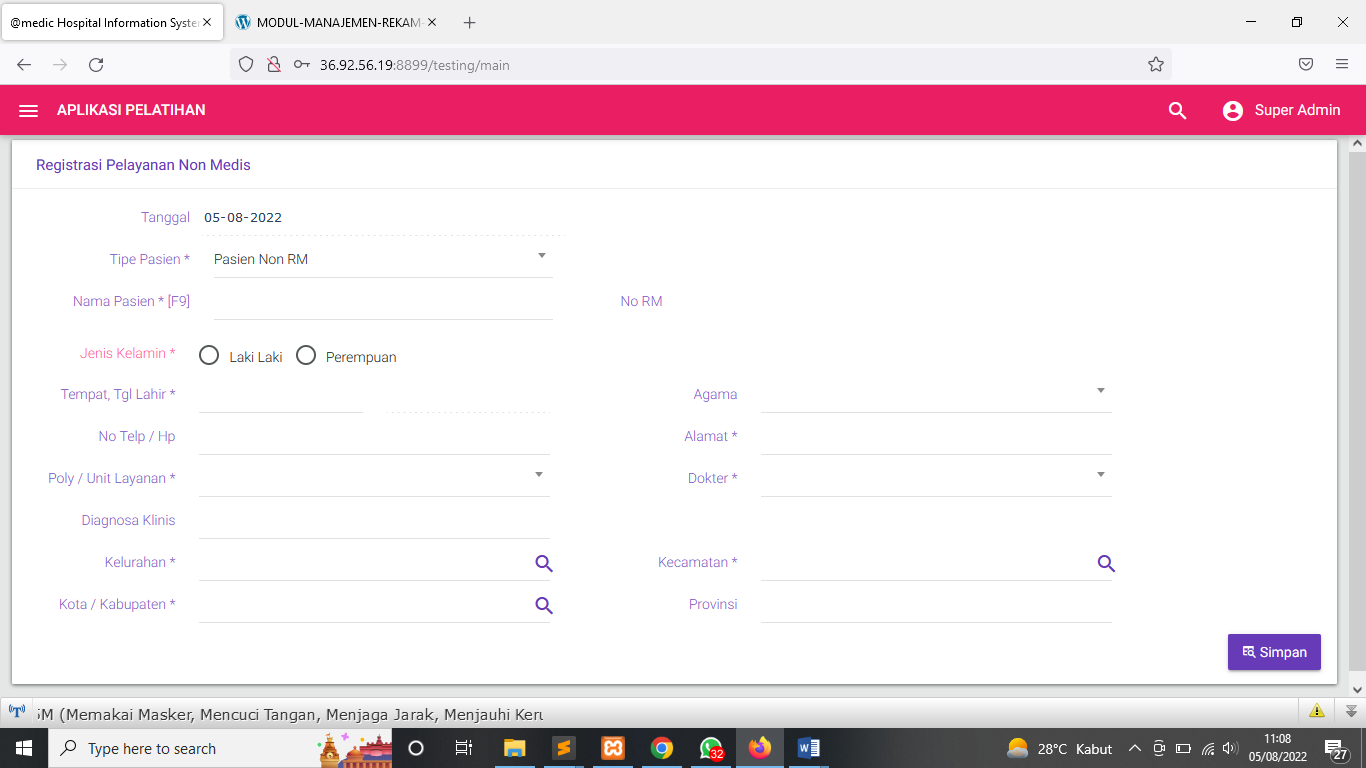 @medic Hospital Information Syste
MODUL-MANAJEMEN-REKAM-
36.92.56.19:8899/testing/main
APLIKASI PELATIHAN
Super Admin
Registrasi Pelayanan Non Medis
Tanggal 05-08-2022
Tipe Pasien * Pasien Non RM
Nama Pasien * [F9] No RM
Jenis Kelamin * Laki Laki Perempuan
Tempat, Tgl Lahir * Agama
No Telp / Hp Alamat *
Poly / Unit Layanan * Dokter *
Diagnosa Klinis
Kelurahan * Kecamatan *
Kota / Kabupaten * Provinsi
Simpan
5M (Memakai Masker, Mencuci Tangan, Menjaga Jarak, Menjauhi Keru
Type here to search
32
28°C Kabut
11:08
05/08/2022
27